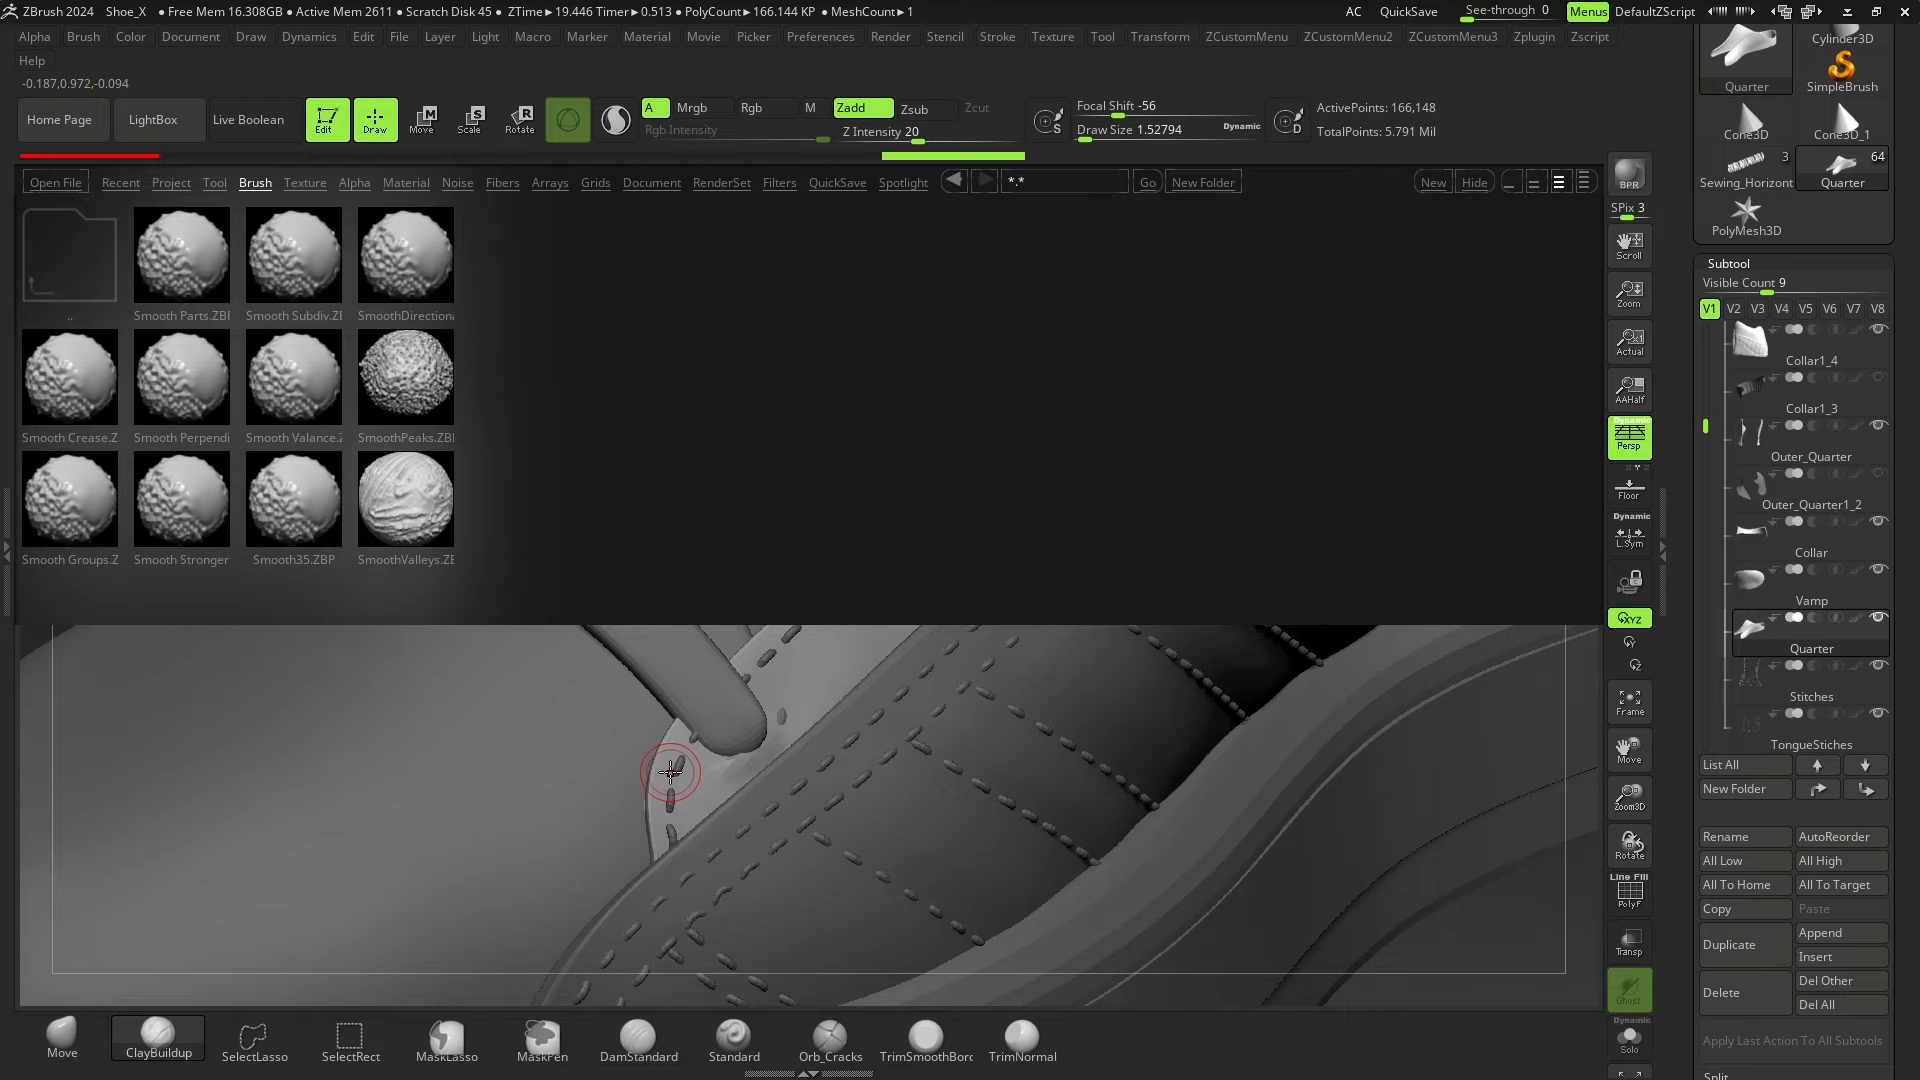 ZBrush 2024 Shoe_X ● Free Mem 16.308GB ● Active Mem 2611 ● Scratch Disk 45 ● ZTime►19.446 Timer►0.513 ● PolyCount►166.144 KP ● MeshCount►1 AC QuickSave See-through 0 Menus DefaultZScript
Alpha Brush Color Document Draw Dynamics Edit File Layer Light Macro Marker Material Movie Picker Preferences Render Stencil Stroke Texture Tool Transform ZCustomMenu ZCustomMenu2 ZCustomMenu3 Zplugin Zscript
Help
-0.187,0.972,-0.094
Home Page LightBox Live Boolean Edit Draw Move Scale Rotate A Mrgb Rgb M Zadd Zsub Zcut
Rgb Intensity Z Intensity 20
S Focal Shift -56
Draw Size 1.52794 Dynamic D
ActivePoints: 166,148
TotalPoints: 5.791 Mil
Open File Recent Project Tool Brush Texture Alpha Material Noise Fibers Arrays Grids Document RenderSet Filters QuickSave Spotlight *.* Go New Folder New Hide
.. Smooth Parts.ZBP Smooth Subdiv.ZB SmoothDirectiona
Smooth Crease.Z Smooth Perpendi Smooth Valance.Z SmoothPeaks.ZB
Smooth Groups.Z Smooth Stronger Smooth35.ZBP SmoothValleys.ZB
BPR
SPix 3
Scroll
Zoom
Actual
AAHalf
Dynamic
Persp
Floor
Dynamic
L.Sym
XYZ
Y
Z
Frame
Move
Zoom3D
Rotate
Line Fill
PolyF
Transp
Ghost
Dynamic
Solo
Quarter
Cylinder3D
SimpleBrush
Cone3D Cone3D_1
3 64
Sewing_Horizont Quarter
PolyMesh3D
Subtool
Visible Count 9
V1 V2 V3 V4 V5 V6 V7 V8
Collar1_4
Collar1_3
Outer_Quarter
Outer_Quarter1_2
Collar
Vamp
Quarter
Stitches
TongueStiches
List All
New Folder
Rename AutoReorder
All Low All High
All To Home All To Target
Copy Paste
Duplicate Append
Insert
Delete Del Other
Del All
Apply Last Action To All Subtools
Split
Move ClayBuildup SelectLasso SelectRect MaskLasso MaskPen DamStandard Standard Orb_Cracks TrimSmoothBorc TrimNormal